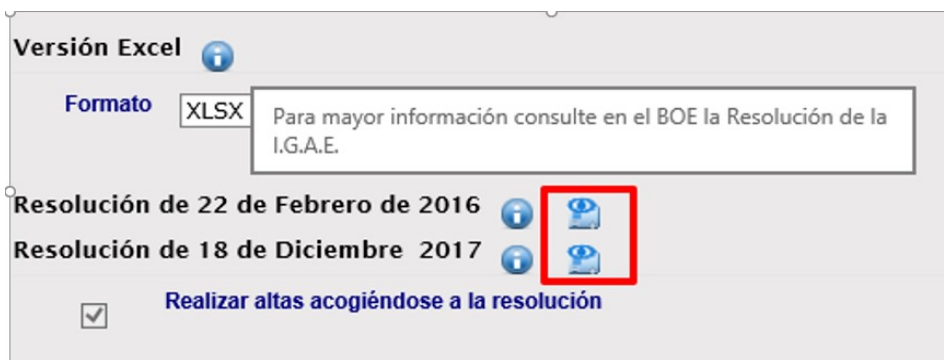 Versión Excel
Formato XLSX
Para mayor información consulte en el BOE la Resolución de la
I.G.A.E.
Resolución de 22 de Febrero de 2016
Resolución de 18 de Diciembre 2017
Realizar altas acogiéndose a la resolución